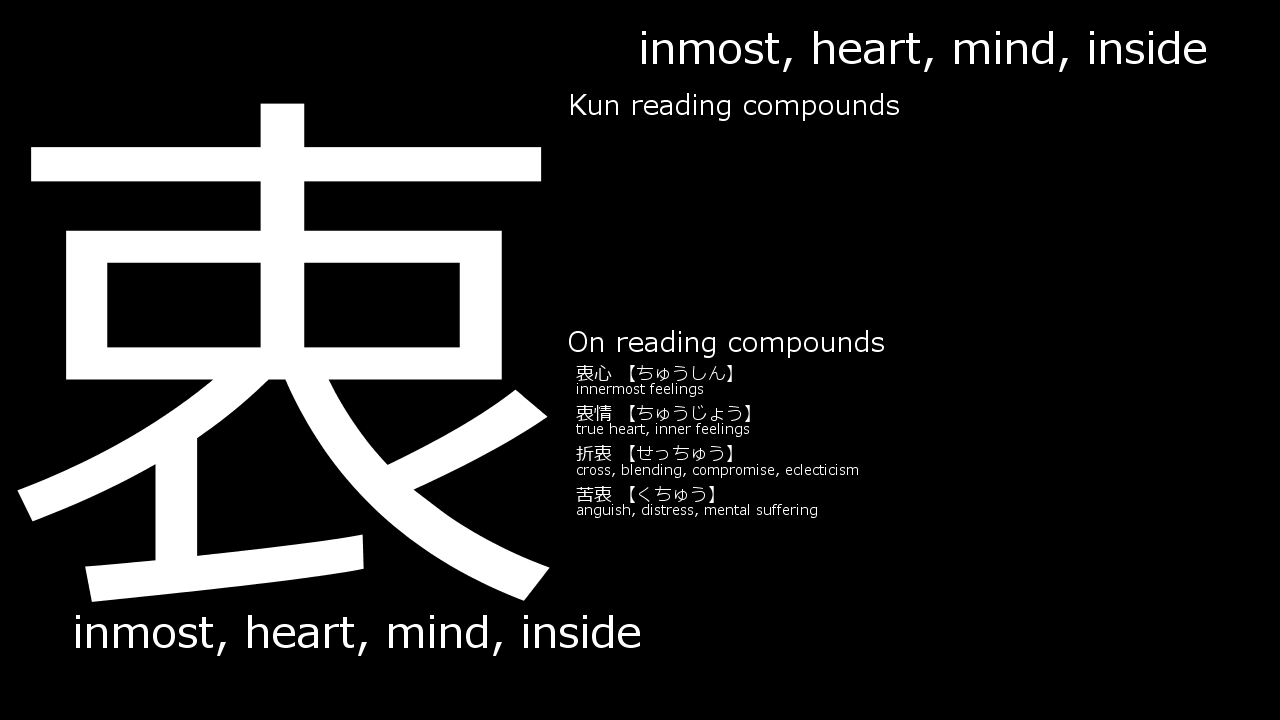 inmost, heart, mind, inside
衷
Kun reading compounds
On reading compounds
衷心 【ちゅうしん】
innermost feelings
衷情 【ちゅうじょう】
true heart, inner feelings
折衷 【せっちゅう】
cross, blending, compromise, eclecticism
苦衷 【くちゅう】
anguish, distress, mental suffering
inmost, heart, mind, inside